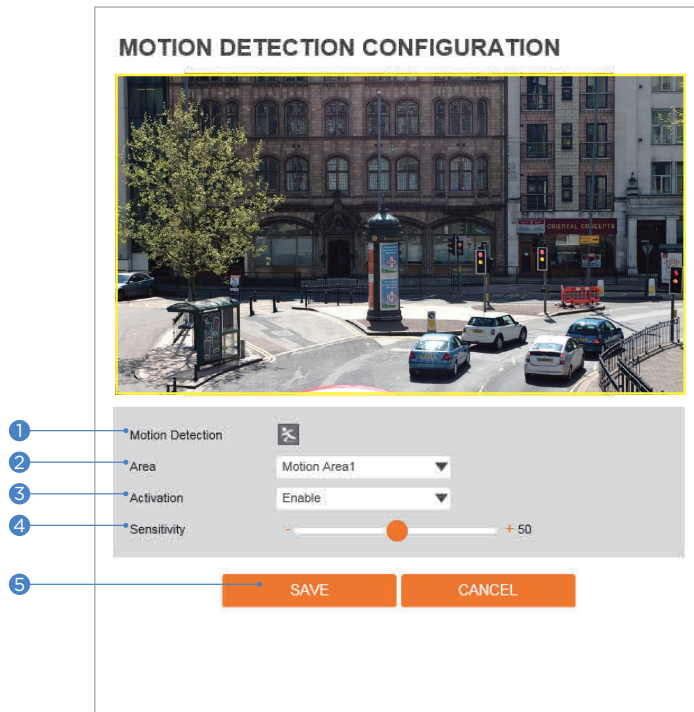 MOTION DETECTION CONFIGURATION
ORIENTAL CONCEPTS
1 Motion Detection
2 Area Motion Area1
3 Activation Enable
4 Sensitivity - + 50
5 SAVE CANCEL